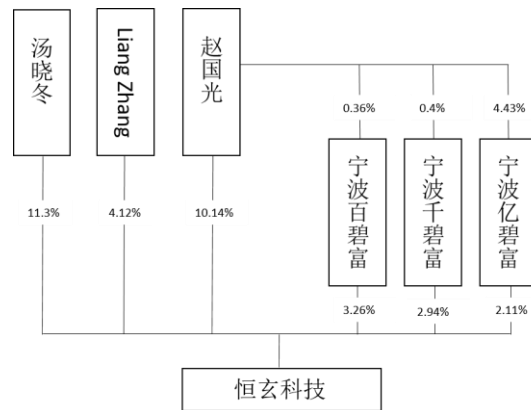 汤晓冬
Liang Zhang
赵国光
0.36%
0.4%
4.43%
宁波百碧富
宁波千碧富
宁波亿碧富
11.3%
4.12%
10.14%
3.26%
2.94%
2.11%
恒玄科技